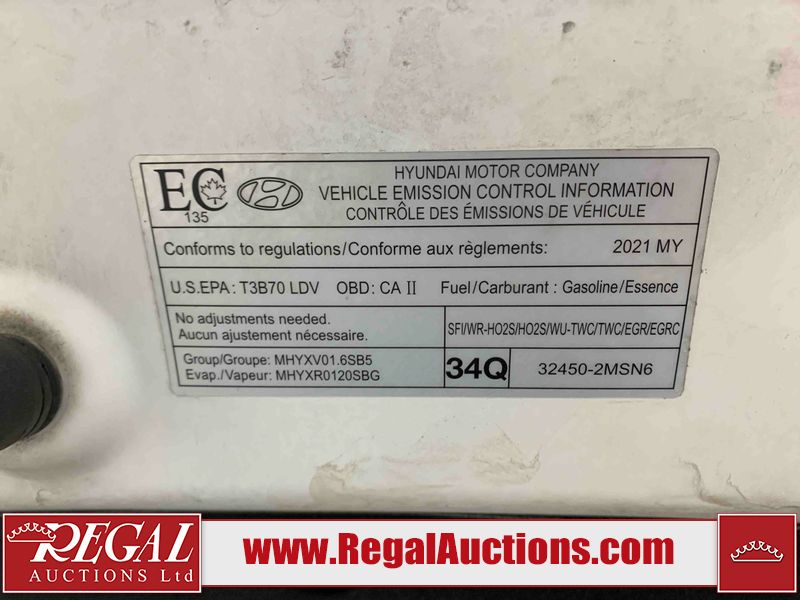 EC
135
HYUNDAI MOTOR COMPANY
VEHICLE EMISSION CONTROL INFORMATION
CONTRÔLE DES ÉMISSIONS DE VÉHICULE
Conforms to regulations/Conforme aux règlements: 2021 MY
U.S.EPA: T3B70 LDV OBD: CA II Fuel/Carburant: Gasoline/Essence
No adjustments needed.
Aucun ajustement nécessaire.
SFI/WR-HO2S/HO2S/WU-TWC/TWC/EGR/EGRC
Group/Groupe: MHYXV01.6SB5
Evap./Vapeur: MHYXR0120SBG
34Q
32450-2MSN6
REGAL
AUCTIONS Ltd
www.RegalAuctions.com